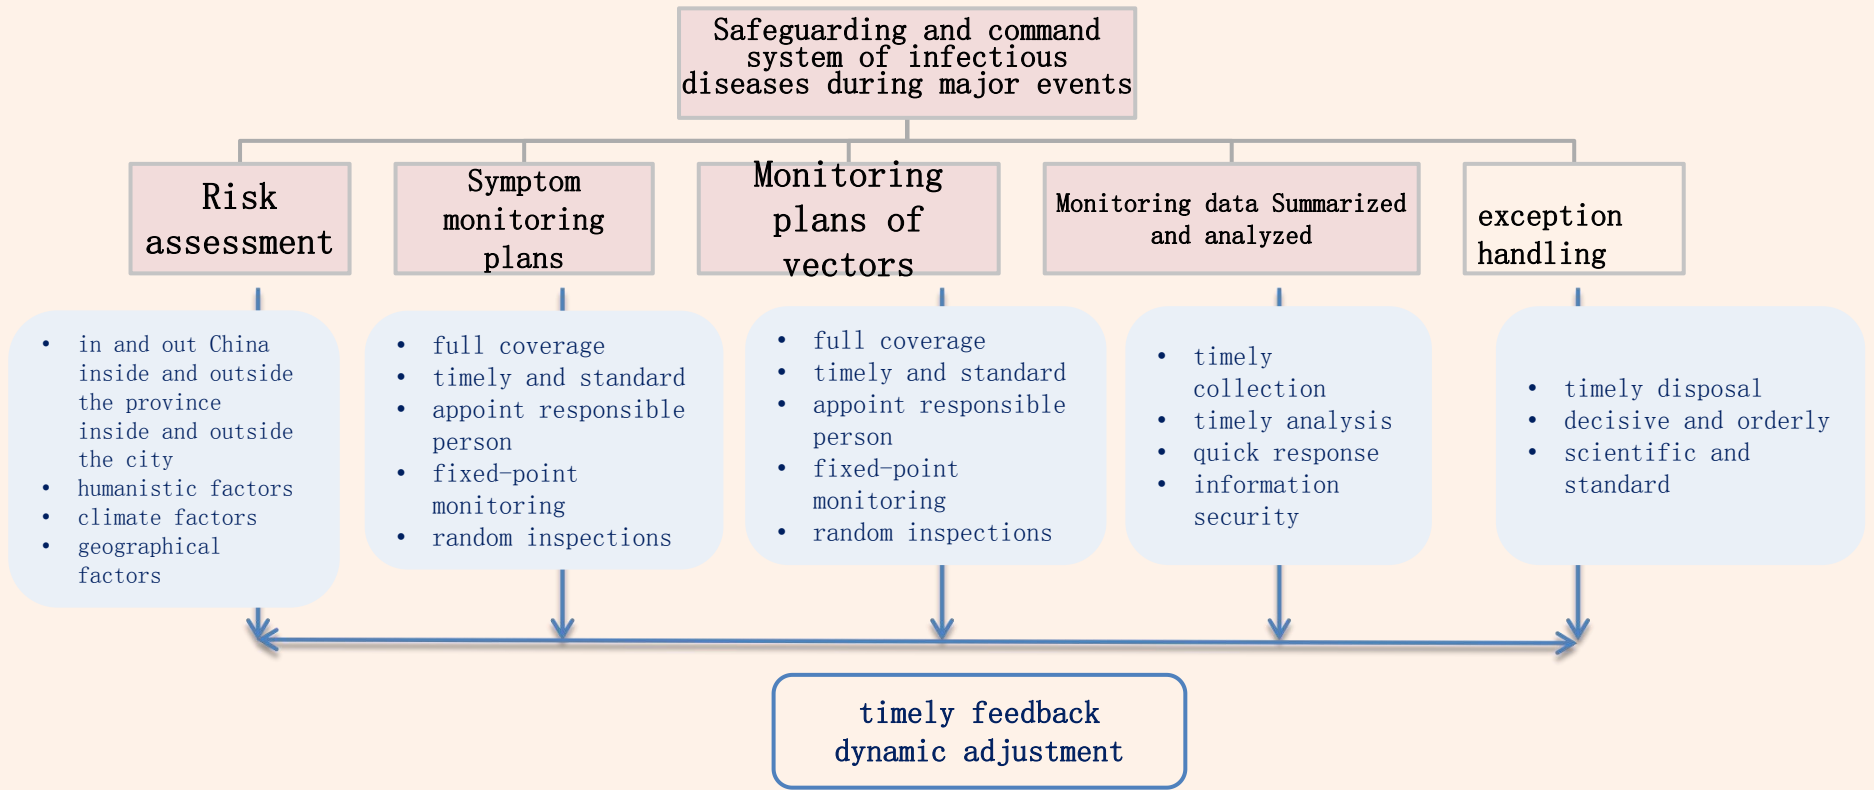 Safeguarding and command
system of infectious
diseases during major events
Risk
assessment
Symptom
monitoring
plans
Monitoring
plans of
vectors
Monitoring data Summarized
and analyzed
exception
handling
• in and out China
inside and outside
the province
inside and outside
the city
• humanistic factors
• climate factors
• geographical
factors
• full coverage
• timely and standard
• appoint responsible
person
• fixed-point
monitoring
• random inspections
• full coverage
• timely and standard
• appoint responsible
person
• fixed-point
monitoring
• random inspections
• timely
collection
• timely analysis
• quick response
• information
security
• timely disposal
• decisive and orderly
• scientific and
standard
timely feedback
dynamic adjustment